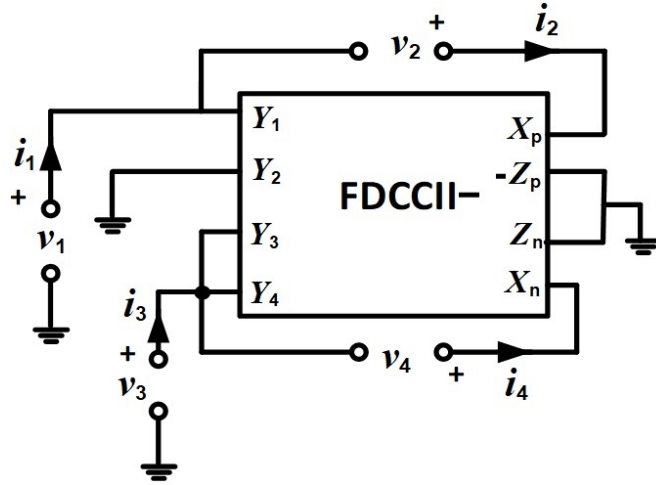 v₂ + i₂
Y₁ Xₚ
i₁ Y₂ -Zₚ
+ FDCCII−
v₁ Y₃ Zₙ
i₃ Y₄ Xₙ
+ v₄ +
v₃ i₄